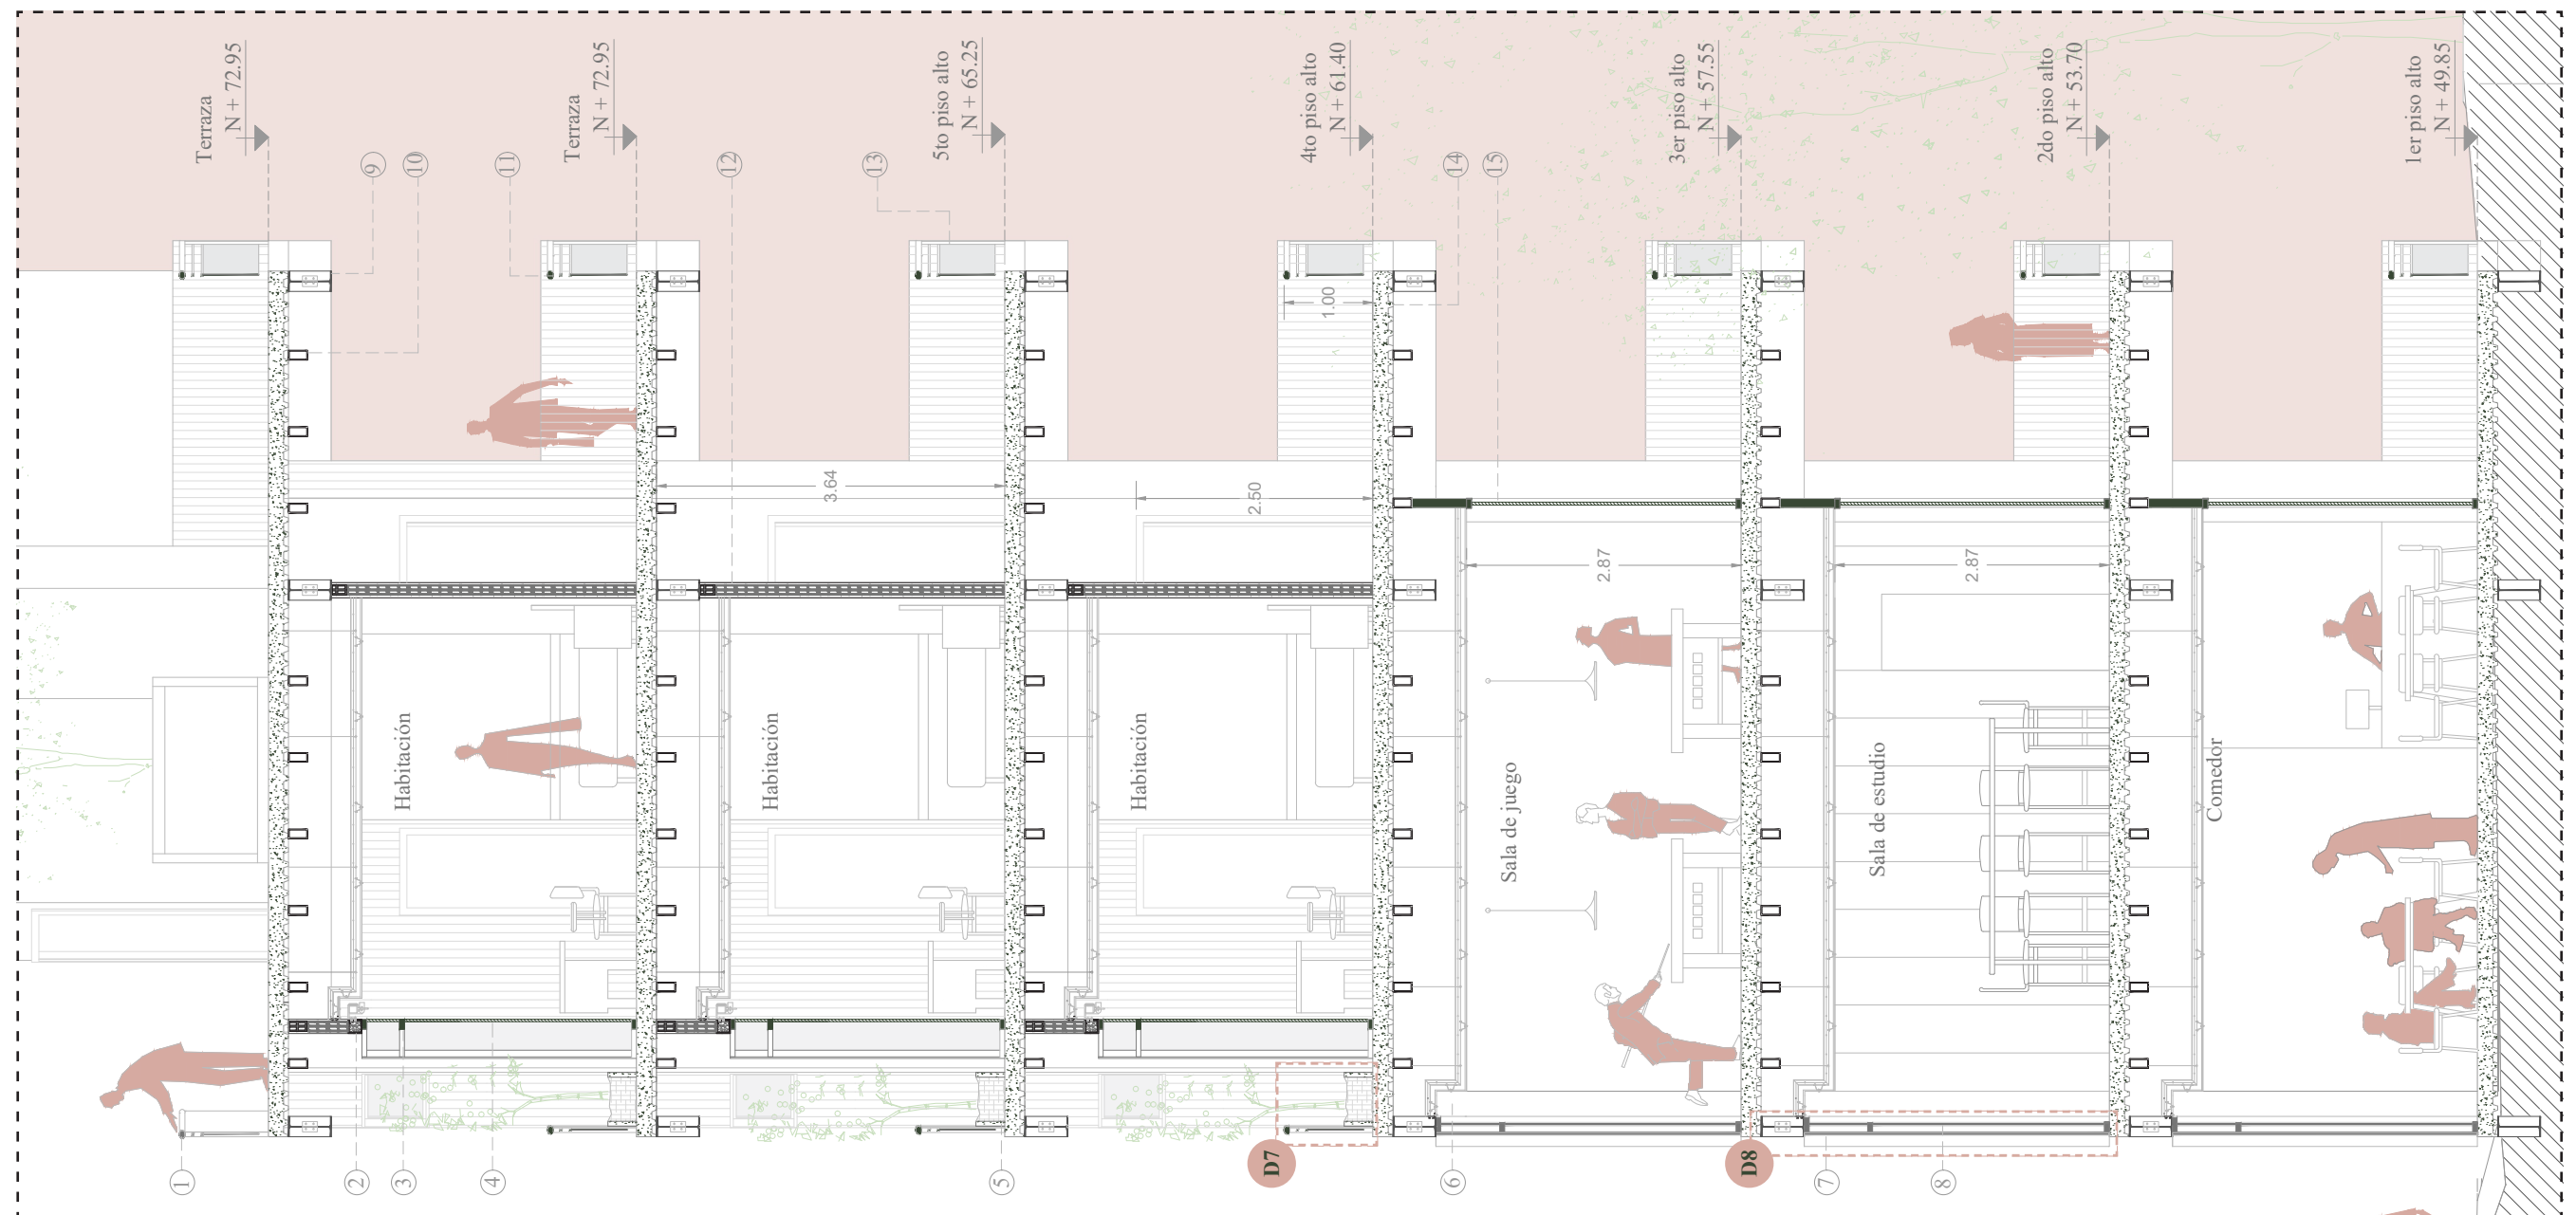 Terraza
N + 72.95
Terraza
N + 72.95
5to piso alto
N + 65.25
4to piso alto
N + 61.40
3er piso alto
N + 57.55
2do piso alto
N + 53.70
1er piso alto
N + 49.85
9
10
11
12
13
14
15
1.00
3.64
2.50
2.87
2.87
Habitación
Habitación
Habitación
Sala de juego
Sala de estudio
Comedor
D7
D8
1
2
3
4
5
6
7
8